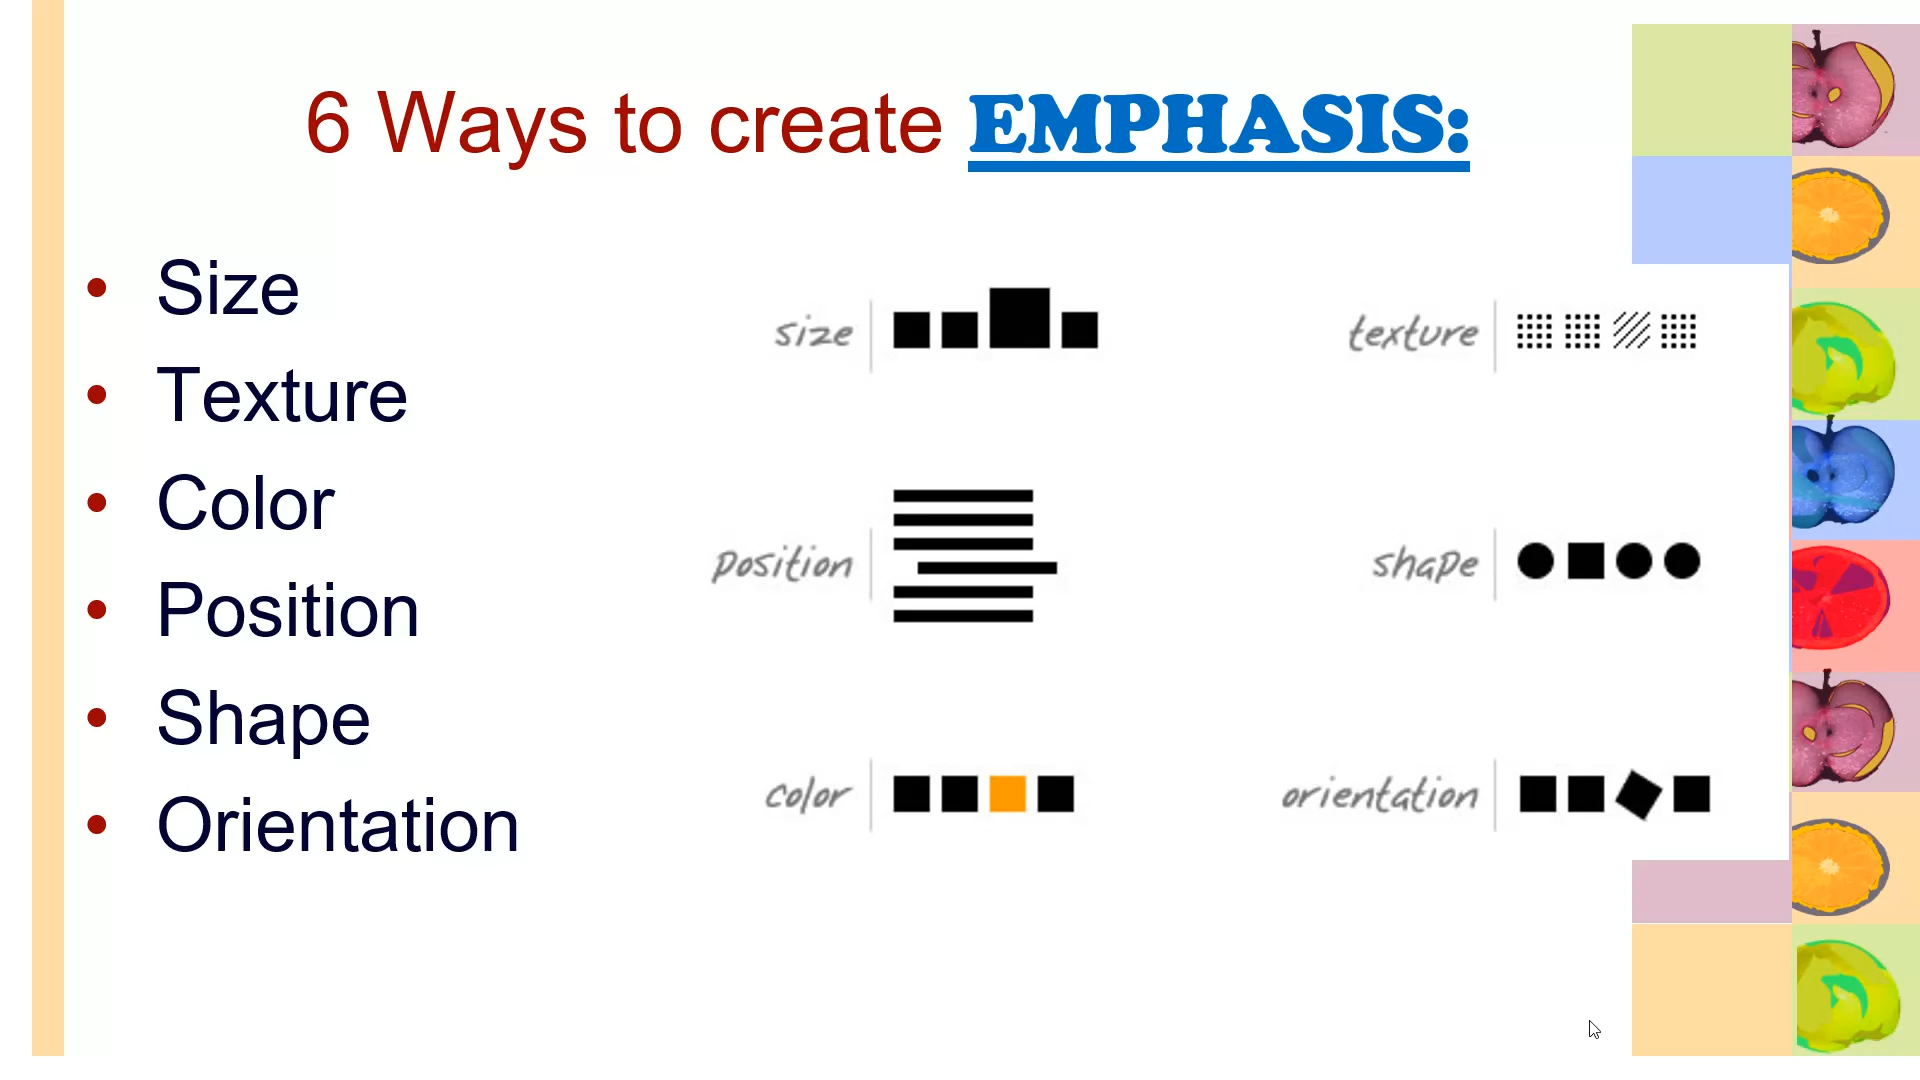 6 Ways to create EMPHASIS:
• Size
• Texture
• Color
• Position
• Shape
• Orientation
size
texture
position
shape
color
orientation